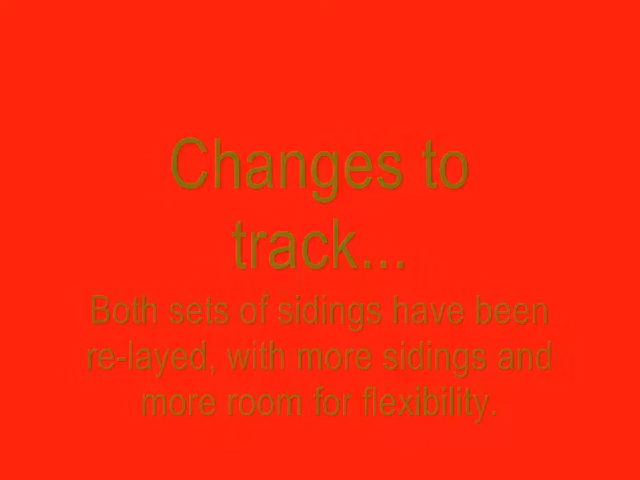 Changes to
track...
Both sets of sidings have been
re-layed, with more sidings and
more room for flexibility.